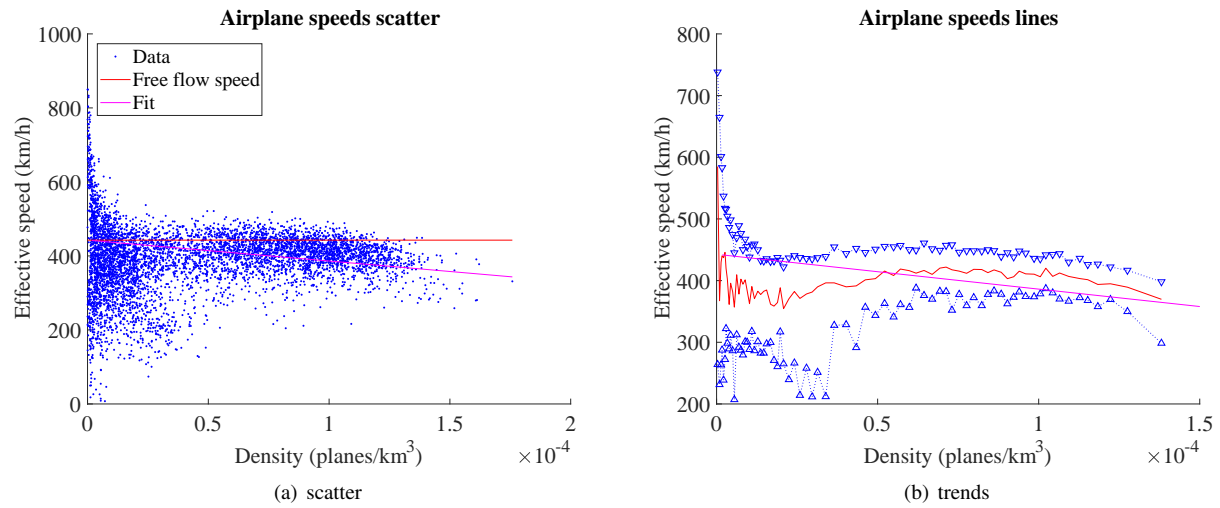 Airplane speeds scatter
1000
800
600
400
200
0
Effective speed (km/h)
Data
Free flow speed
Fit
0
0.5
1
1.5
2
×10⁻⁴
Density (planes/km³)
(a) scatter
Airplane speeds lines
800
700
600
500
400
300
200
Effective speed (km/h)
0
0.5
1
1.5
×10⁻⁴
Density (planes/km³)
(b) trends